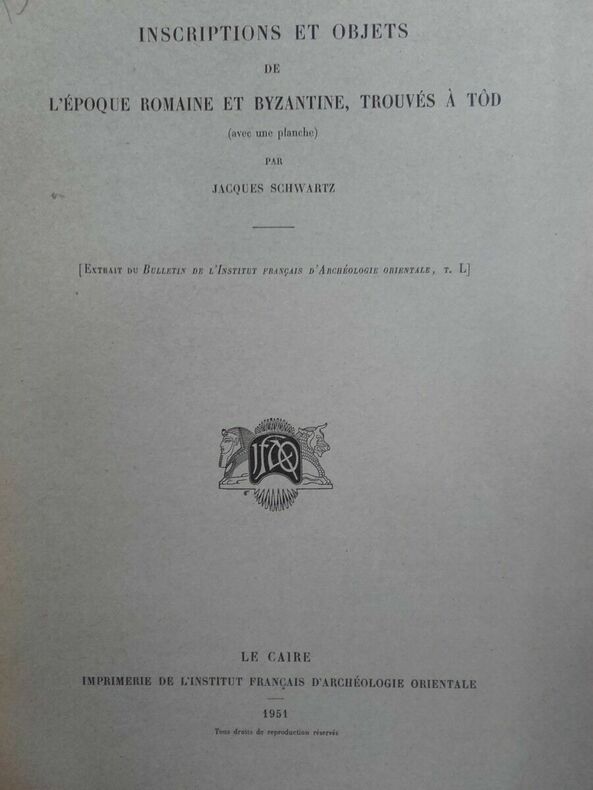 INSCRIPTIONS ET OBJETS
DE
L'ÉPOQUE ROMAINE ET BYZANTINE, TROUVÉS À TÔD
(avec une planche)
PAR
JACQUES SCHWARTZ
[EXTRAIT DU BULLETIN DE L'INSTITUT FRANÇAIS D'ARCHÉOLOGIE ORIENTALE, T. L]
IFAO
LE CAIRE
IMPRIMERIE DE L'INSTITUT FRANÇAIS D'ARCHÉOLOGIE ORIENTALE
1951
Tous droits de reproduction réservés